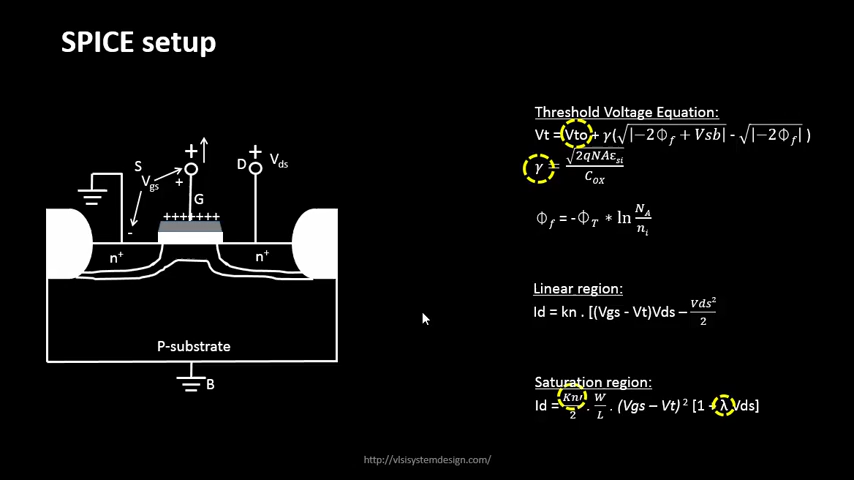 SPICE setup
S
Vgs
+
-
+
G
+++++++
D
+
Vds
n⁺
n⁺
P-substrate
B
Threshold Voltage Equation:
Vt = Vto + γ(√|−2Φf + Vsb| - √|−2Φf| )
γ = √2qNAεsi / COX
Φf = -ΦT * ln NA / ni
Linear region:
Id = kn . [(Vgs - Vt)Vds − Vds² / 2
Saturation region:
Id = Kn′ / 2 . W / L . (Vgs – Vt) ² [1 + λ Vds]
http://vlsisystemdesign.com/